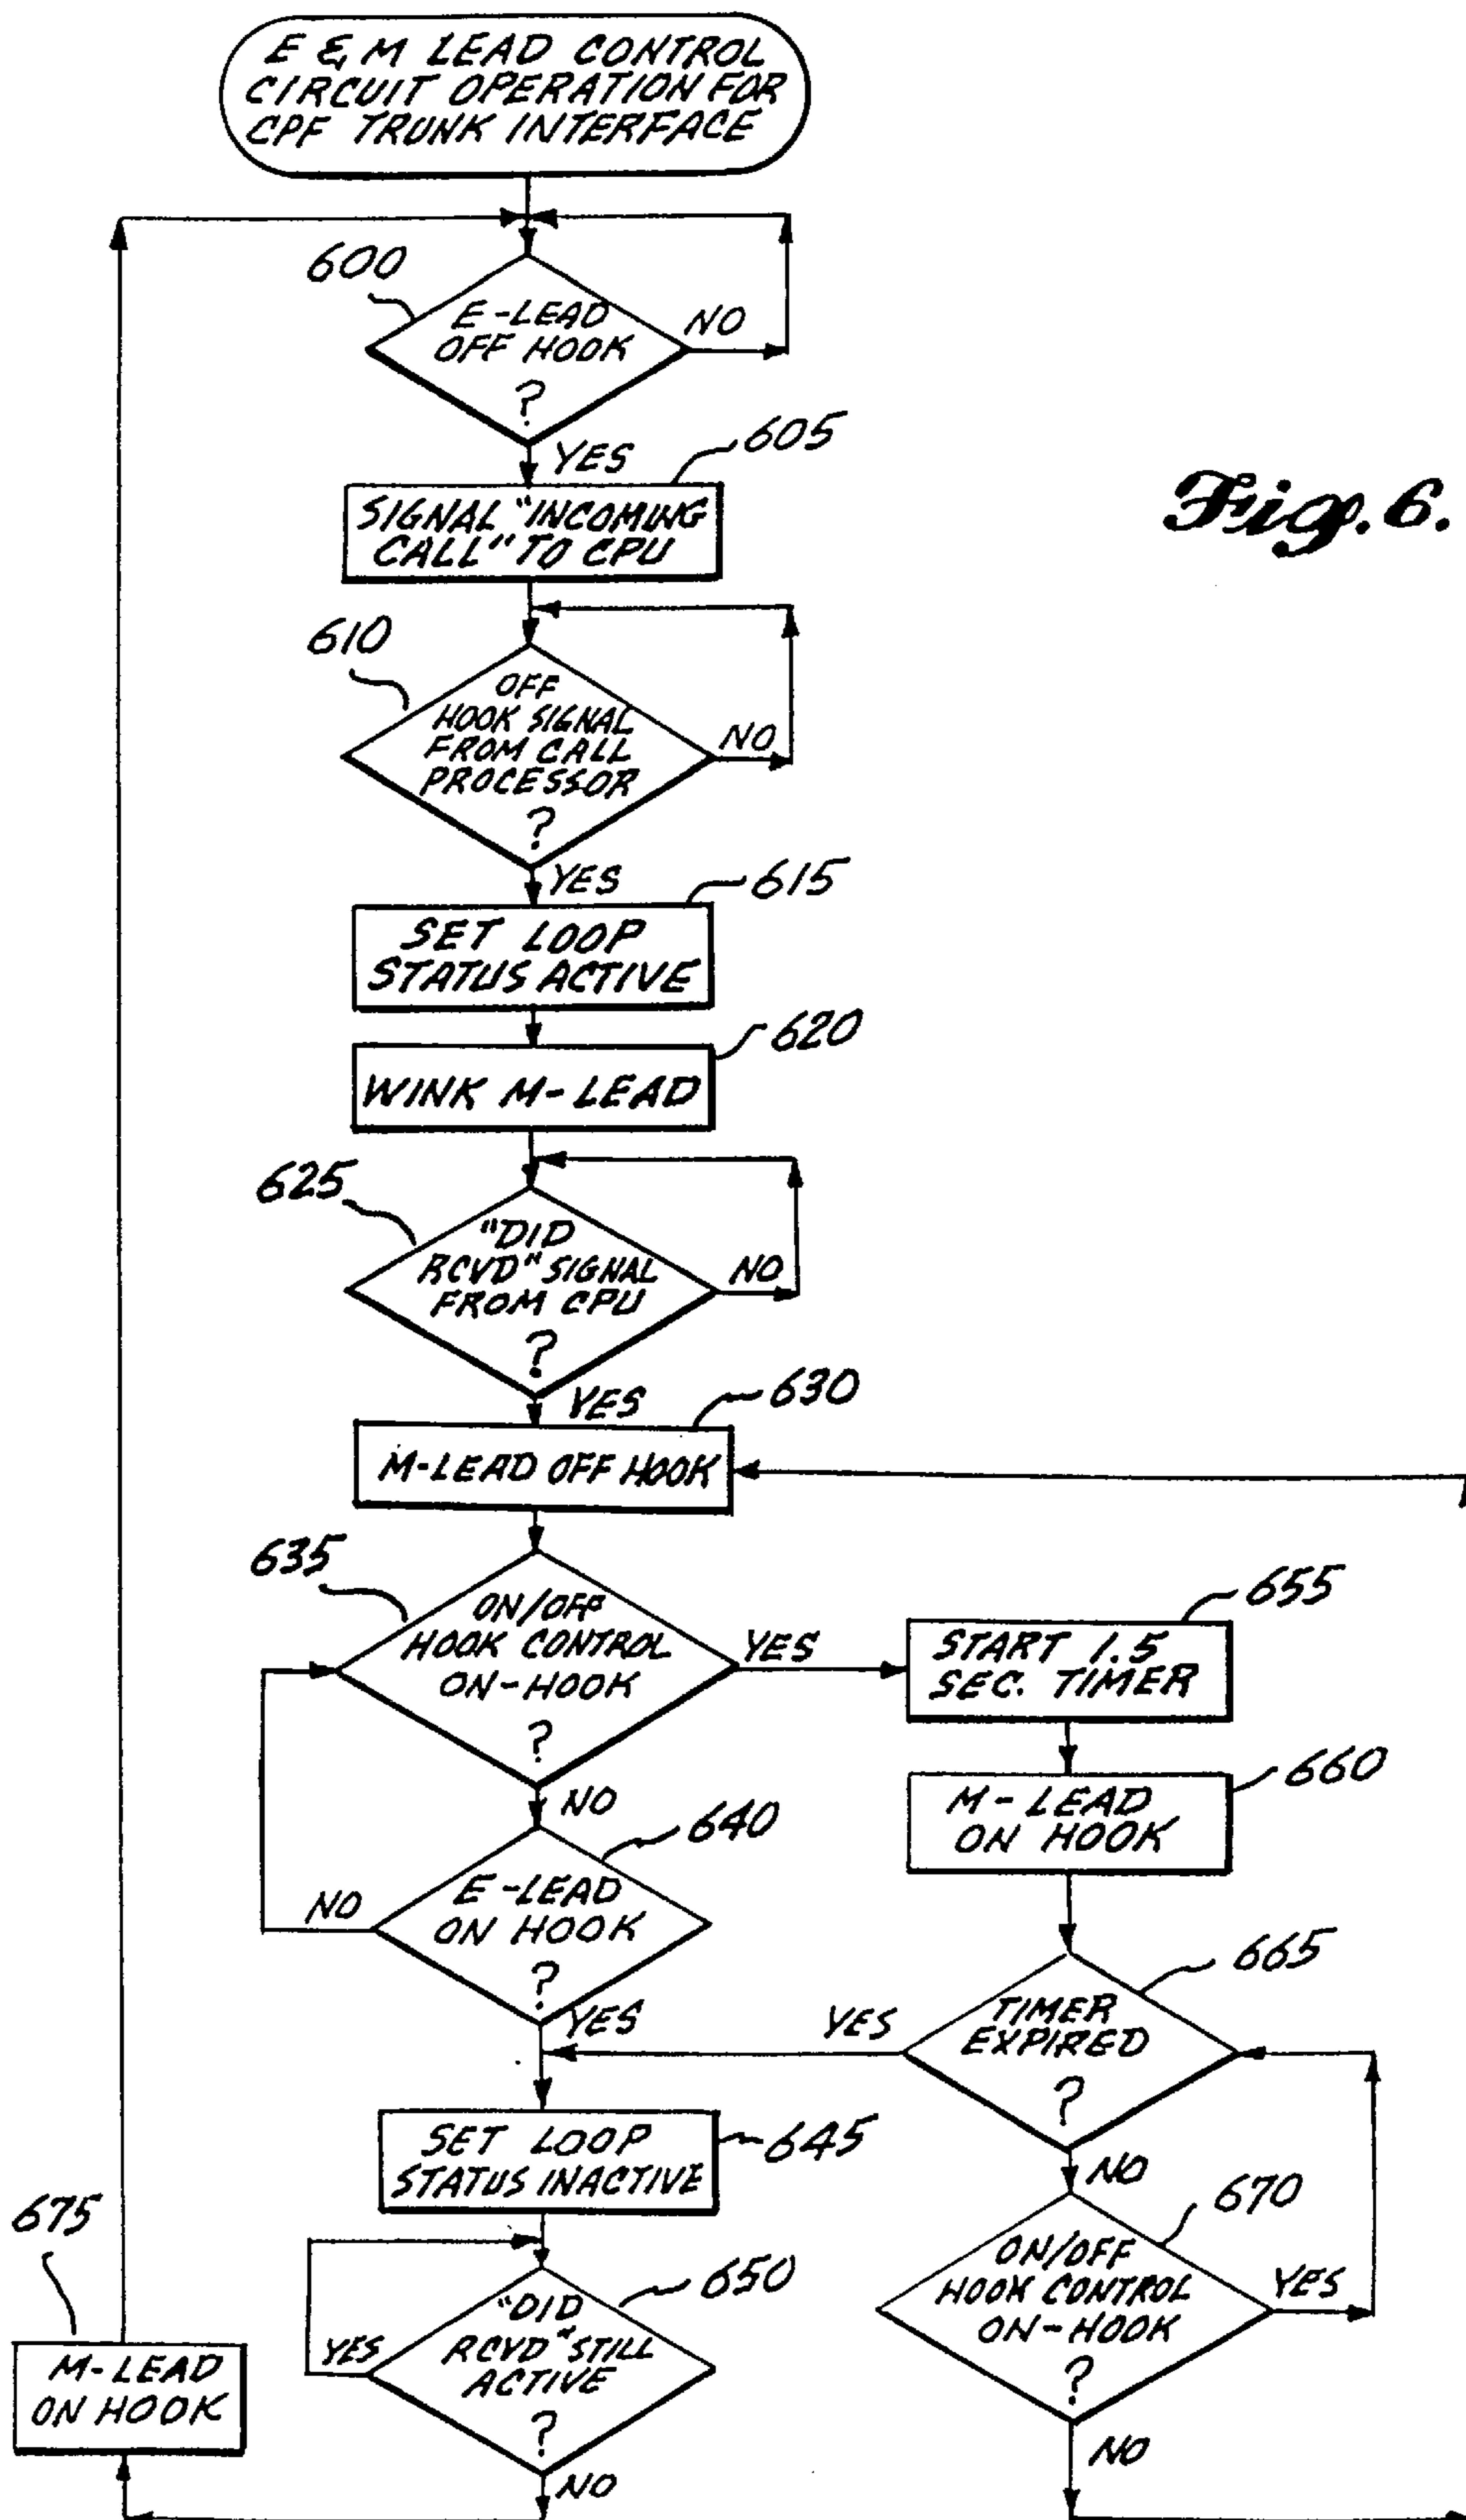 E & M LEAD CONTROL
CIRCUIT OPERATION FOR
CPF TRUNK INTERFACE
600
E-LEAD
OFF HOOK
?
NO
YES
605
SIGNAL "INCOMING
CALL" TO CPU
Fig. 6.
610
OFF
HOOK SIGNAL
FROM CALL
PROCESSOR
?
NO
YES
615
SET LOOP
STATUS ACTIVE
620
WINK M-LEAD
625
"DID
RCVD" SIGNAL
FROM CPU
?
NO
YES
630
M-LEAD OFF HOOK
635
ON/OFF
HOOK CONTROL
ON-HOOK
?
YES
NO
655
START 1.5
SEC. TIMER
660
M-LEAD
ON HOOK
640
E-LEAD
ON HOOK
?
NO
YES
665
TIMER
EXPIRED
?
YES
NO
645
SET LOOP
STATUS INACTIVE
670
ON/OFF
HOOK CONTROL
ON-HOOK
?
YES
NO
650
"DID
RCVD" STILL
ACTIVE
?
YES
NO
675
M-LEAD
ON HOOK